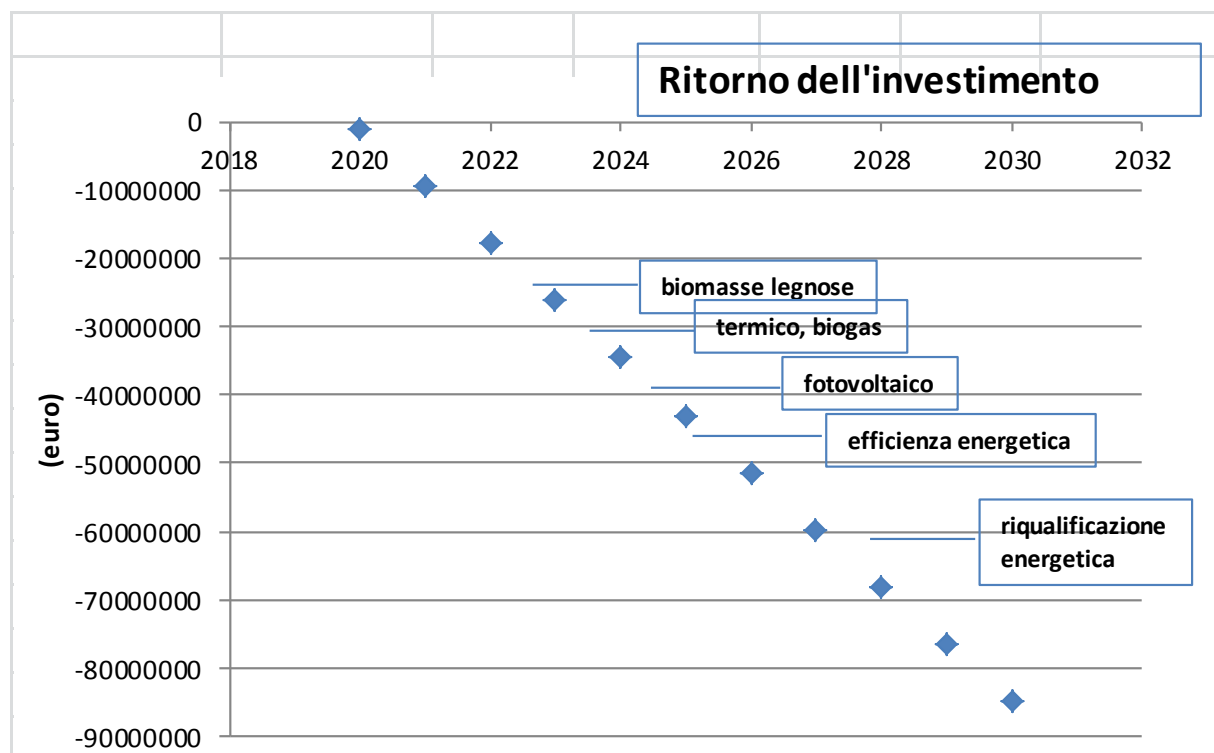 Ritorno dell'investimento
0
2018 2020 2022 2024 2026 2028 2030 2032
-10000000
-20000000
biomasse legnose
-30000000
termico, biogas
fotovoltaico
-40000000
efficienza energetica
-50000000
(euro)
riqualificazione
energetica
-60000000
-70000000
-80000000
-90000000